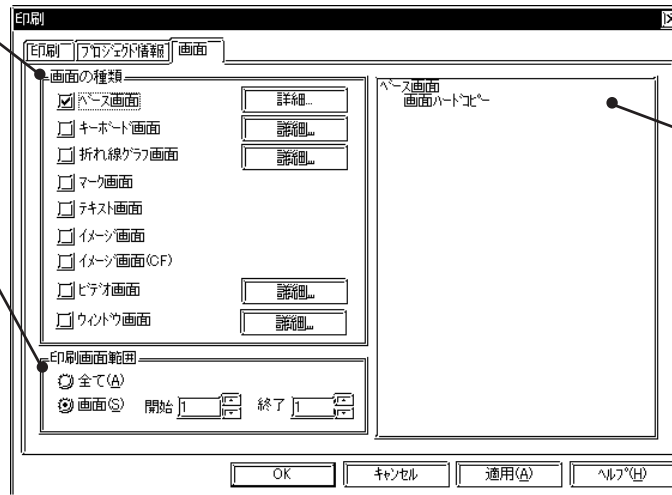 印刷
印刷 プロジェクト情報 画面
画面の種類
ベース画面 詳細...
キーボード画面 詳細...
折れ線グラフ画面 詳細...
マーク画面
テキスト画面
イメージ画面
イメージ画面(CF)
ビデオ画面 詳細...
ウィンドウ画面 詳細...
ベース画面
画面ハードコピー
印刷画面範囲
全て(A)
画面(S) 開始 1 終了 1
OK キャンセル 適用(A) ヘルプ(H)